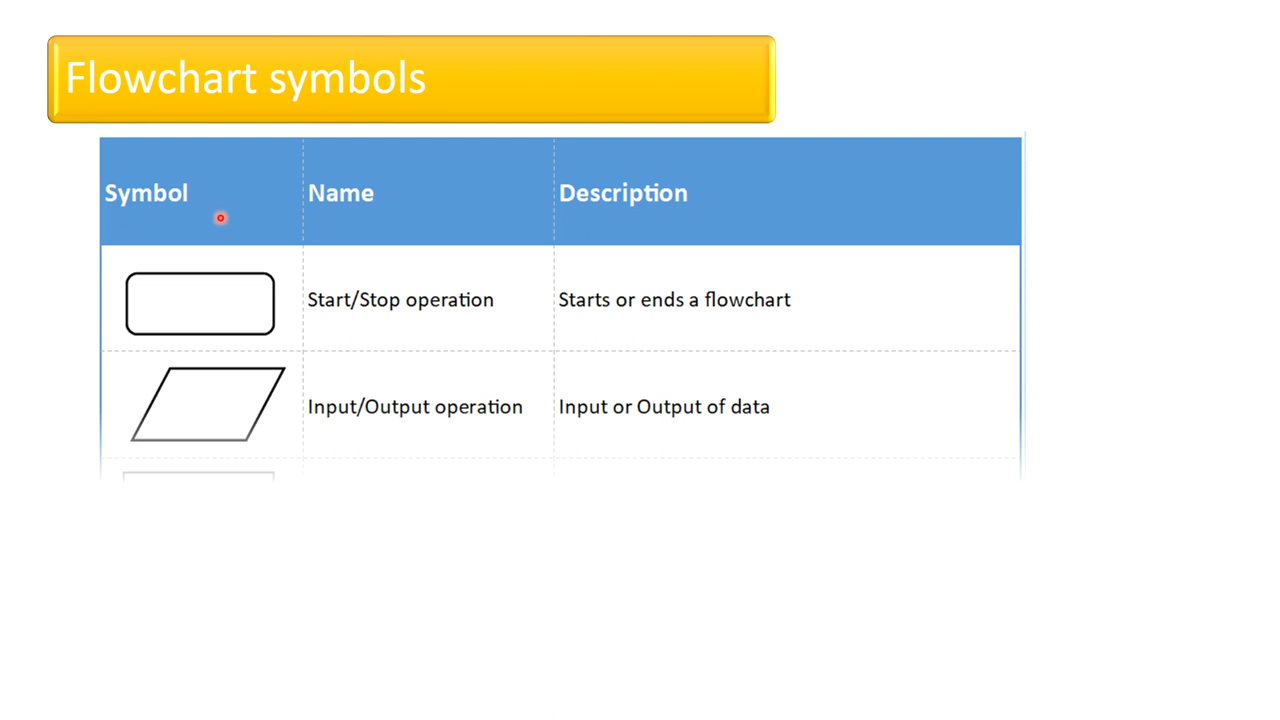 Flowchart symbols
Symbol Name Description
Start/Stop operation Starts or ends a flowchart
Input/Output operation Input or Output of data